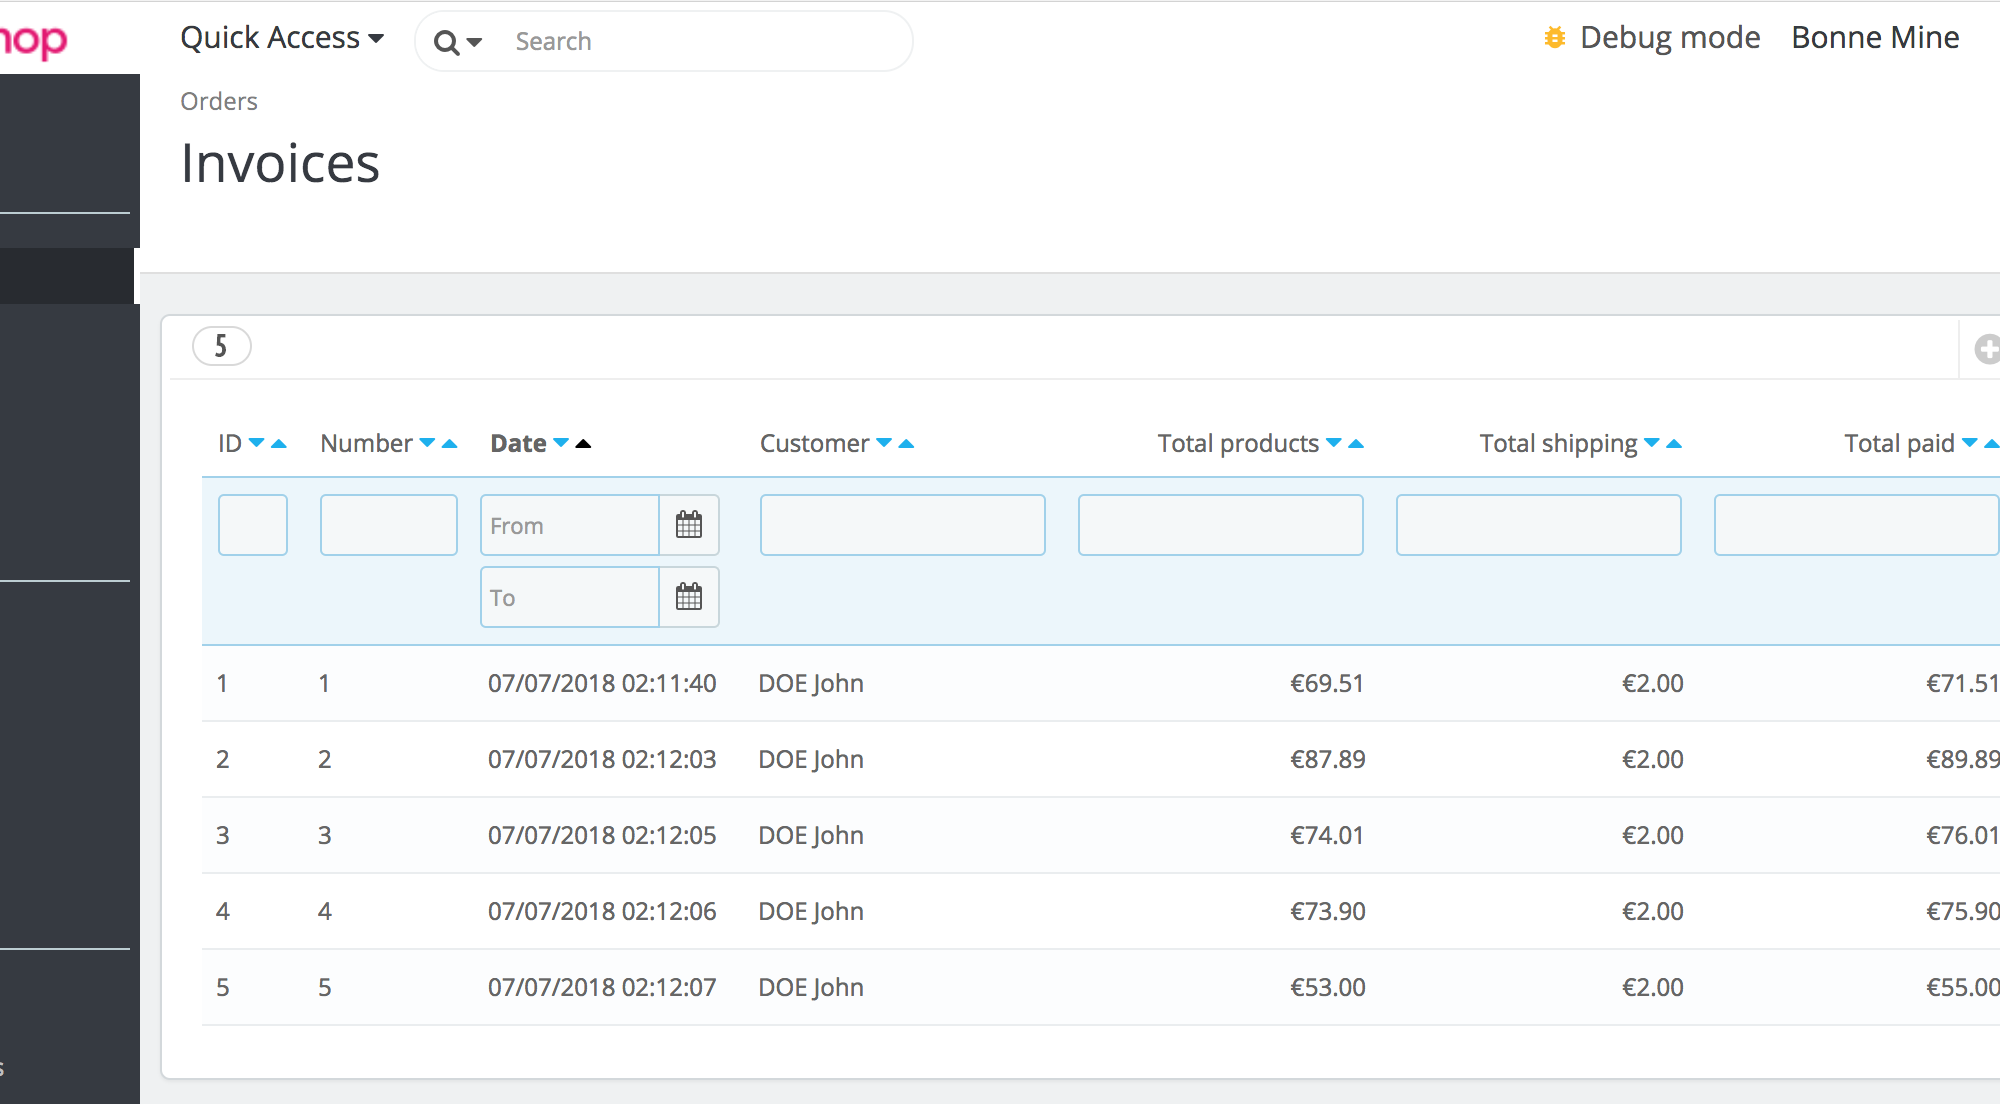 hop
Quick Access
Search
Debug mode
Bonne Mine
Orders
Invoices
5
ID Number Date Customer Total products Total shipping Total paid
From
To
1 1 07/07/2018 02:11:40 DOE John €69.51 €2.00 €71.51
2 2 07/07/2018 02:12:03 DOE John €87.89 €2.00 €89.89
3 3 07/07/2018 02:12:05 DOE John €74.01 €2.00 €76.01
4 4 07/07/2018 02:12:06 DOE John €73.90 €2.00 €75.90
5 5 07/07/2018 02:12:07 DOE John €53.00 €2.00 €55.00
s